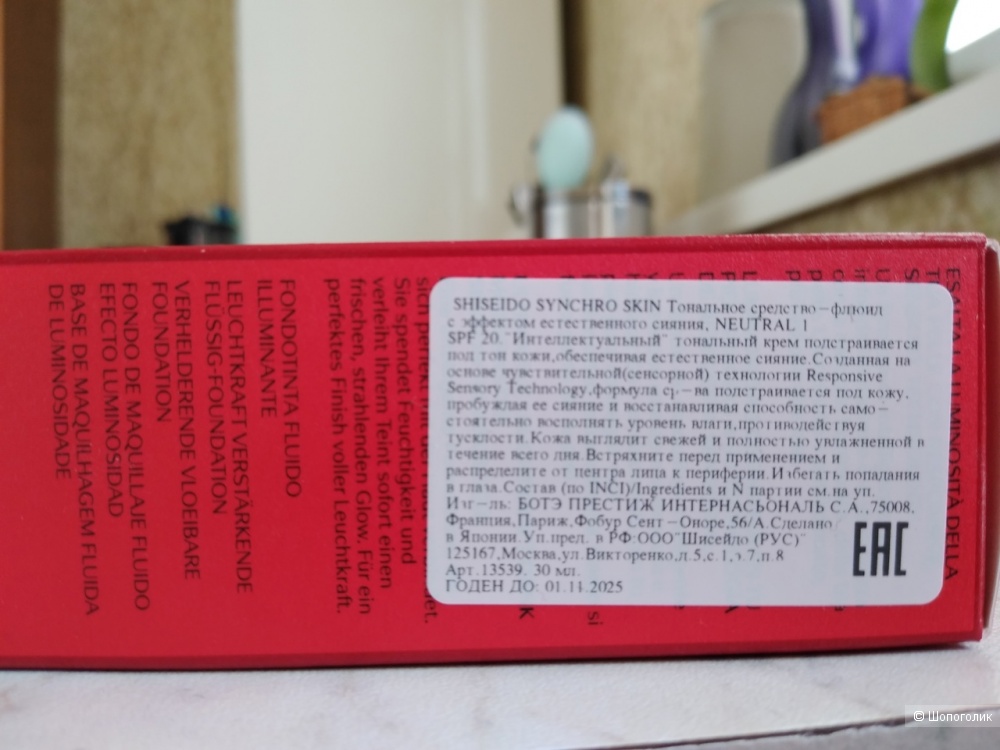 SHISEIDO SYNCHRO SKIN Тональное средство-флюид
с эффектом естественного сияния, NEUTRAL 1
SPF 20. "Интеллектуальный" тональный крем подстраивается
под тон кожи,обеспечивая естественное сияние.Созданная на
основе чувствительной(сенсорной) технологии Responsive
Sensory Technology,формула ср-ва подстраивается под кожу,
пробуждая ее сияние и восстанавливая способность само-
стоятельно восполнять уровень влаги,противодействуя
тусклости.Кожа выглядит свежей и полностью увлажненной в
течение всего дня.Встряхните перед применением и
распределите от центра лица к периферии.Избегать попадания
в глаза.Состав (по INCI)/Ingredients и N партии см.на уп.
Изг-ль: БОТЭ ПРЕСТИЖ ИНТЕРНАСЬОНАЛЬ С.А.,75008,
Франция,Париж,Фобур Сент-Оноре,56/А.Сделано
в Японии.Уп.предл. в РФ:ООО"Шисейдо (РУС)"
125167,Москва,ул.Викторенко,л.5,с.1, п.8
Арт.13539. 30 мл.
ГОДЕН ДО: 01.11.2025
EAC
ESALTA LA LUMINOSITÀ DELLA
Sie spendet Feuchtigkeit und
verleiht Ihrem Teint sofort einen
frischen, strahlenden Glow. Für ein
perfektes Finish voller Leuchtkraft.
FONDOTINTA FLUIDO
ILLUMINANTE
LEUCHTKRAFT VERSTÄRKENDE
FLÜSSIG-FOUNDATION
VERHELDERENDE VLOEIBARE
FOUNDATION
FONDO DE MAQUILLAJE FLUIDO
EFECTO LUMINOSIDAD
BASE DE MAQUILHAGEM FLUIDA
DE LUMINOSIDADE
© Шопоголик